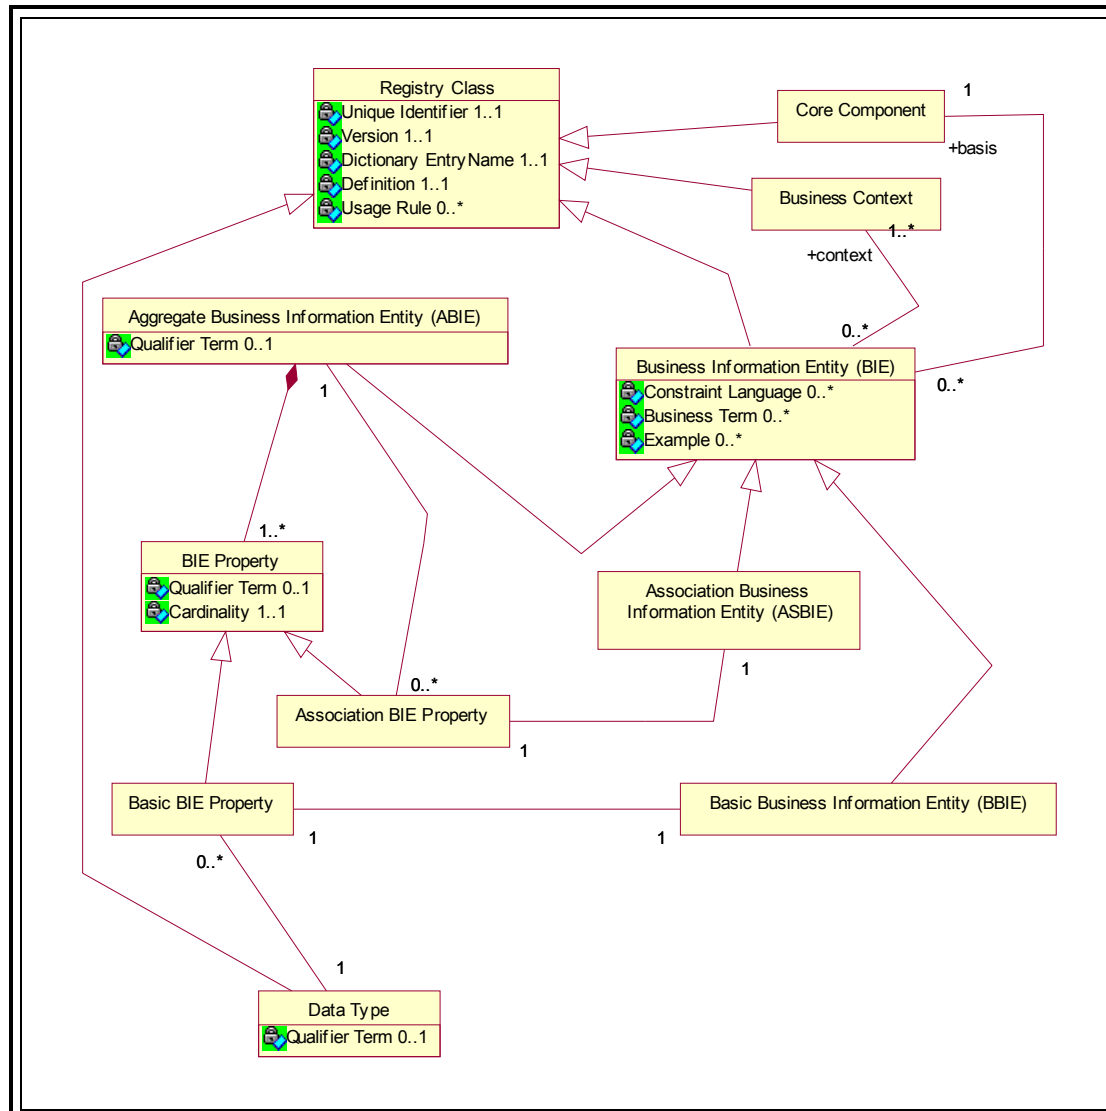 Registry Class
Unique Identifier 1..1
Version 1..1
Dictionary EntryName 1..1
Definition 1..1
Usage Rule 0..*
Core Component
1
+basis
Business Context
1..*
+context
Aggregate Business Information Entity (ABIE)
Qualifier Term 0..1
0..*
Business Information Entity (BIE)
Constraint Language 0..*
Business Term 0..*
Example 0..*
0..*
1
1..*
BIE Property
Qualifier Term 0..1
Cardinality 1..1
Association Business
Information Entity (ASBIE)
1
0..*
Association BIE Property
1
Basic BIE Property
1
1
Basic Business Information Entity (BBIE)
0..*
1
Data Type
Qualifier Term 0..1